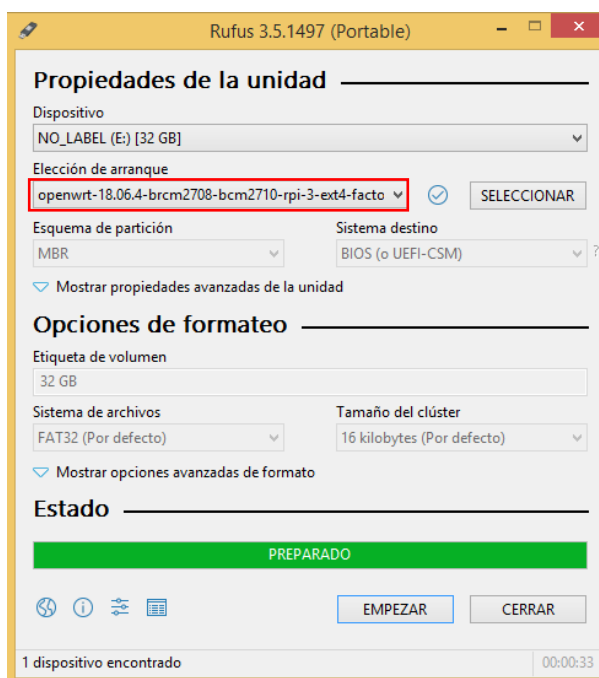 Rufus 3.5.1497 (Portable)
Propiedades de la unidad
Dispositivo
NO_LABEL (E:) [32 GB]
Elección de arranque
openwrt-18.06.4-brcm2708-bcm2710-rpi-3-ext4-facto
SELECCIONAR
Esquema de partición
Sistema destino
MBR
BIOS (o UEFI-CSM)
?
Mostrar propiedades avanzadas de la unidad
Opciones de formateo
Etiqueta de volumen
32 GB
Sistema de archivos
Tamaño del clúster
FAT32 (Por defecto)
16 kilobytes (Por defecto)
Mostrar opciones avanzadas de formato
Estado
PREPARADO
EMPEZAR
CERRAR
1 dispositivo encontrado
00:00:33